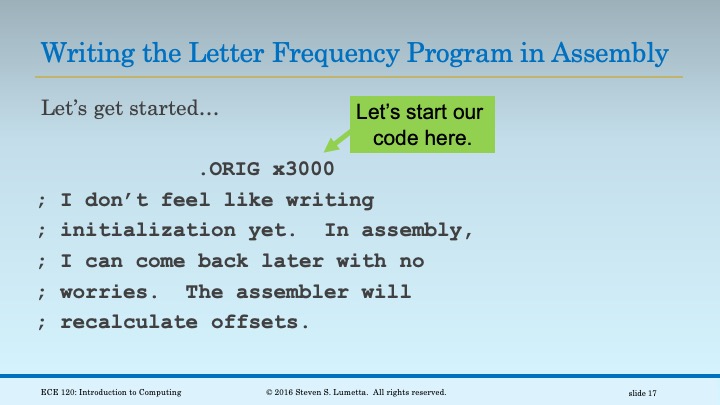 Writing the Letter Frequency Program in Assembly
Let’s get started…
Let’s start our
code here.
.ORIG x3000
; I don’t feel like writing
; initialization yet.  In assembly,
; I can come back later with no
; worries.  The assembler will
; recalculate offsets.
ECE 120: Introduction to Computing
© 2016 Steven S. Lumetta.  All rights reserved.
slide 17